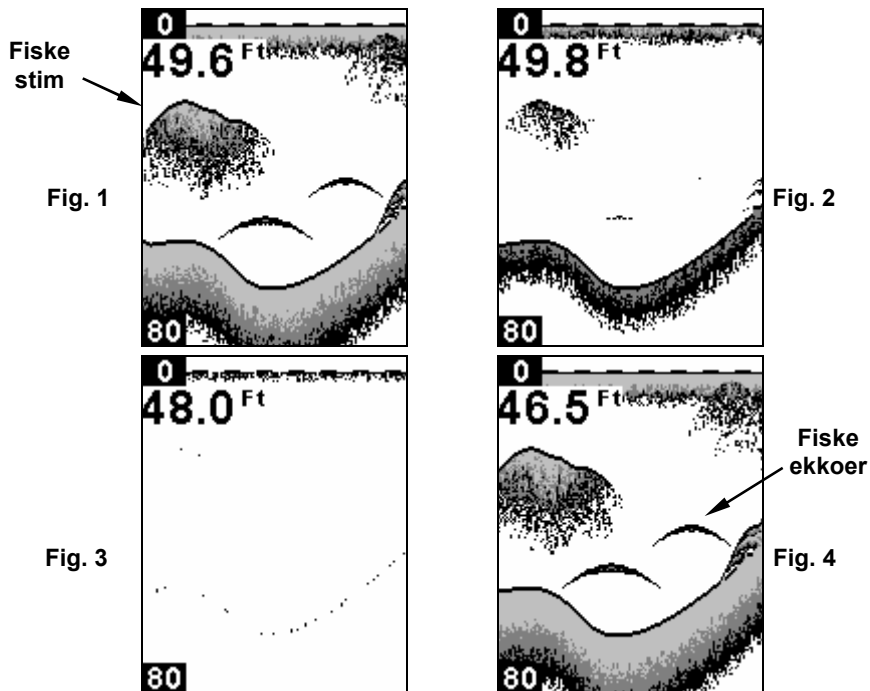 Fiske
stim
0
49.6 Ft
80
Fig. 1
0
49.8 Ft
80
Fig. 2
0
48.0 Ft
80
Fig. 3
0
46.5 Ft
80
Fiske
ekkoer
Fig. 4